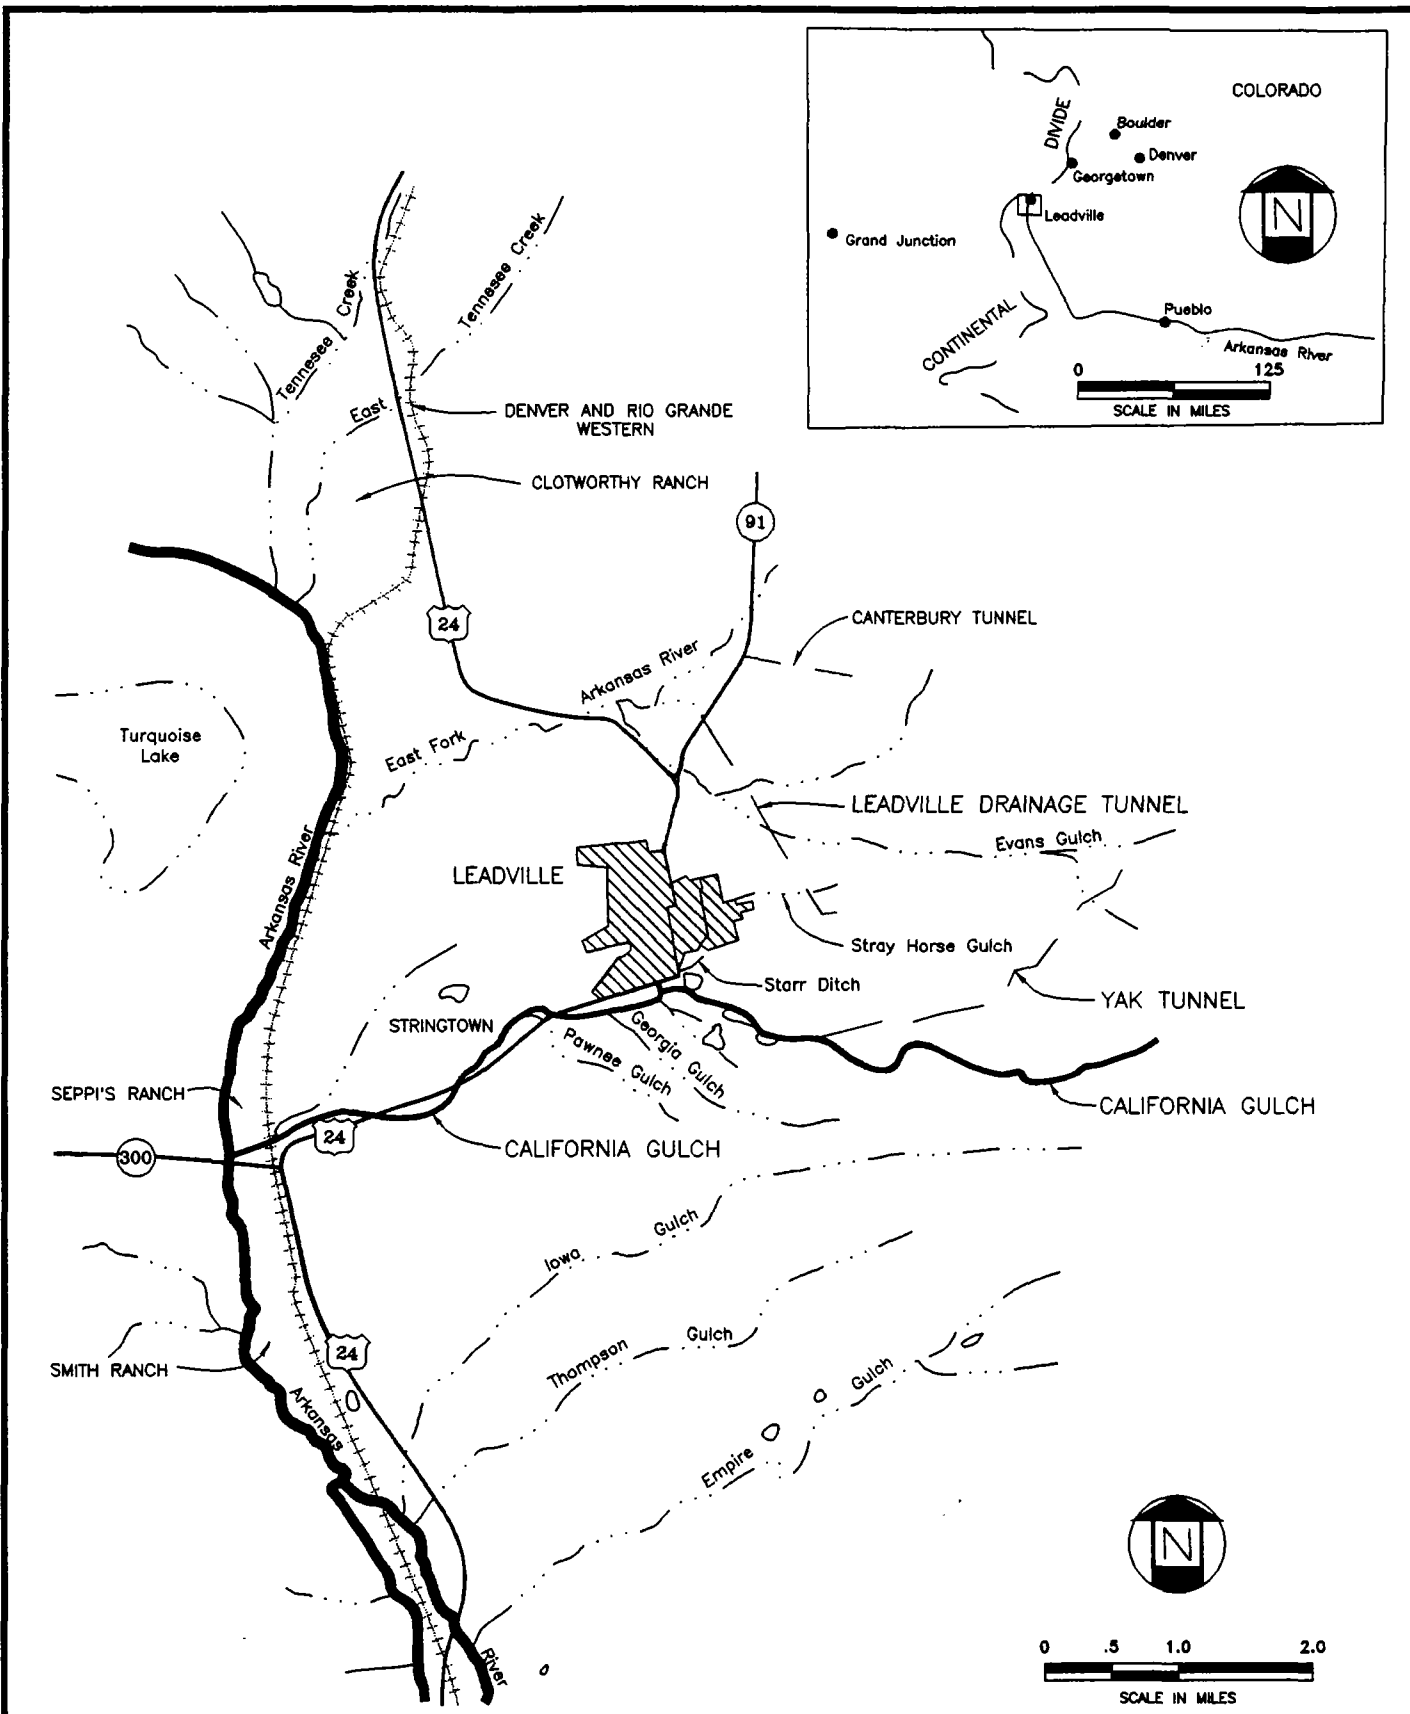 COLORADO
DIVIDE
Boulder
Denver
Georgetown
Leadville
Grand Junction
N
CONTINENTAL
Pueblo
Arkansas River
0 125
SCALE IN MILES
Tennesee Creek
Tennesee Creek
East
DENVER AND RIO GRANDE
WESTERN
CLOTWORTHY RANCH
91
24
CANTERBURY TUNNEL
Arkansas River
East Fork
Turquoise
Lake
LEADVILLE DRAINAGE TUNNEL
Evans Gulch
LEADVILLE
Arkansas River
Stray Horse Gulch
Starr Ditch
YAK TUNNEL
STRINGTOWN
Georgia Gulch
Pawnee Gulch
SEPPI'S RANCH
CALIFORNIA GULCH
24
CALIFORNIA GULCH
300
Iowa Gulch
Thompson Gulch
24
SMITH RANCH
Arkansas
Empire Gulch
N
River
0 .5 1.0 2.0
SCALE IN MILES